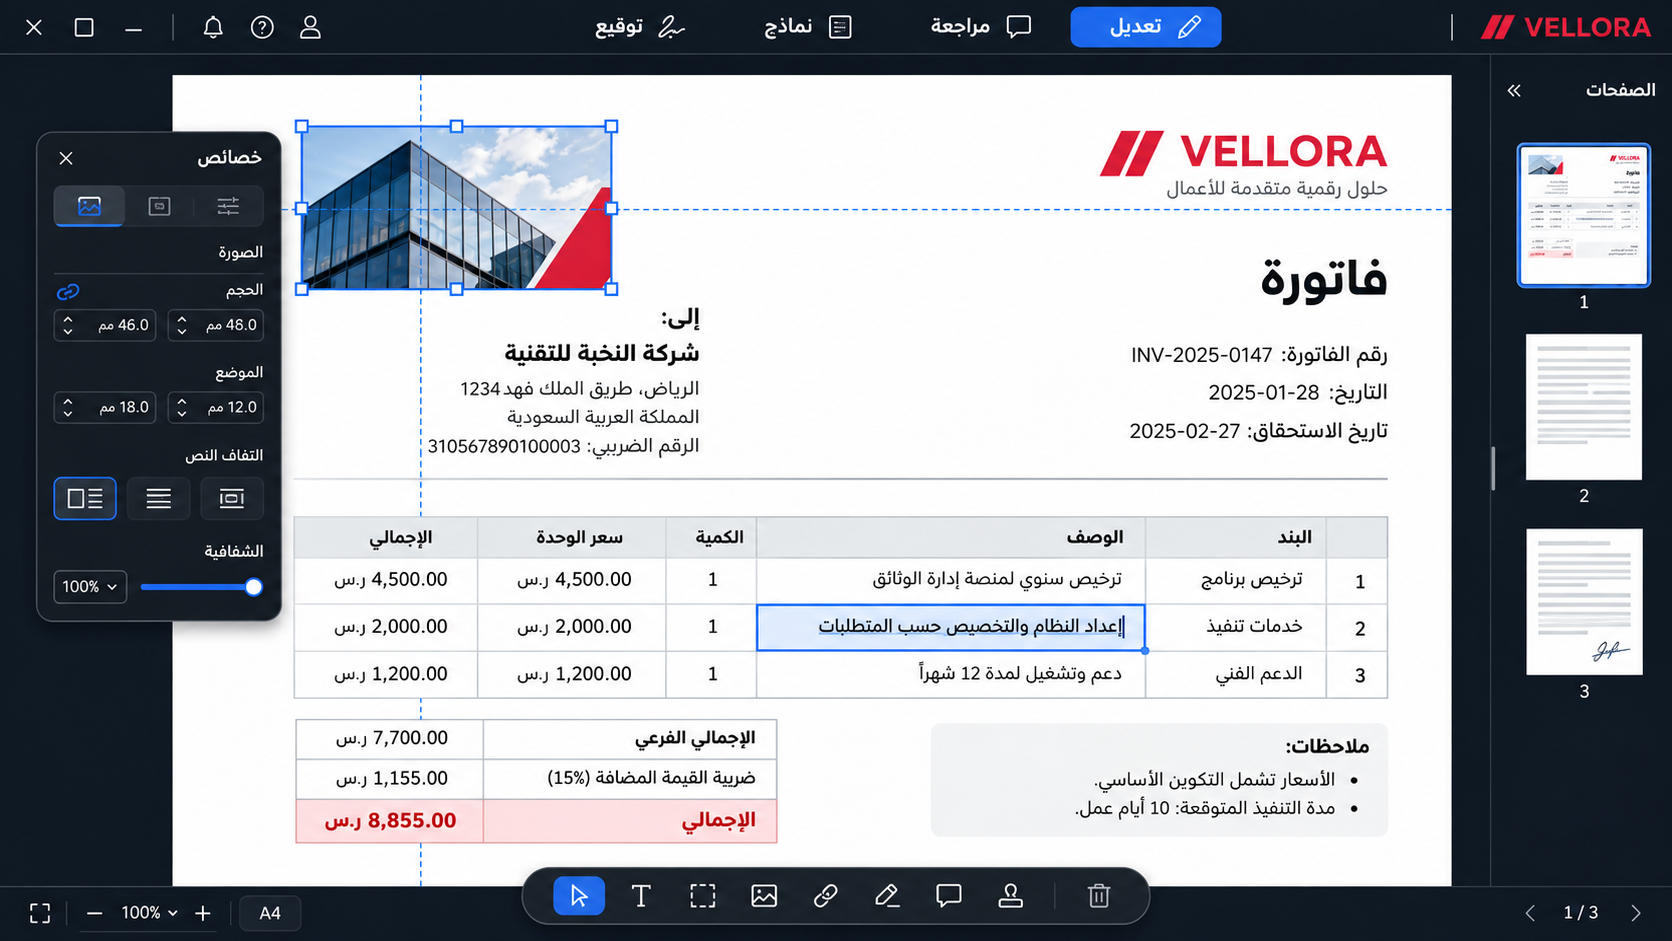 VELLORA
تعديل
مراجعة
نماذج
توقيع
الصفحات
1
2
3
خصائص
الصورة
الحجم
48.0 مم
46.0 مم
الموضع
12.0 مم
18.0 مم
التفاف النص
الشفافية
100%
VELLORA
حلول رقمية متقدمة للأعمال
فاتورة
رقم الفاتورة: INV-2025-0147
التاريخ: 2025-01-28
تاريخ الاستحقاق: 2025-02-27
إلى:
شركة النخبة للتقنية
الرياض، طريق الملك فهد 1234
المملكة العربية السعودية
الرقم الضريبي: 310567890100003
البند الوصف الكمية سعر الوحدة الإجمالي
1 ترخيص برنامج ترخيص سنوي لمنصة إدارة الوثائق 1 4,500.00 ر.س 4,500.00 ر.س
2 خدمات تنفيذ إعداد النظام والتخصيص حسب المتطلبات 1 2,000.00 ر.س 2,000.00 ر.س
3 الدعم الفني دعم وتشغيل لمدة 12 شهراً 1 1,200.00 ر.س 1,200.00 ر.س
الإجمالي الفرعي 7,700.00 ر.س
ضريبة القيمة المضافة (15%) 1,155.00 ر.س
الإجمالي 8,855.00 ر.س
ملاحظات:
• الأسعار تشمل التكوين الأساسي.
• مدة التنفيذ المتوقعة: 10 أيام عمل.
100%
A4
1 / 3